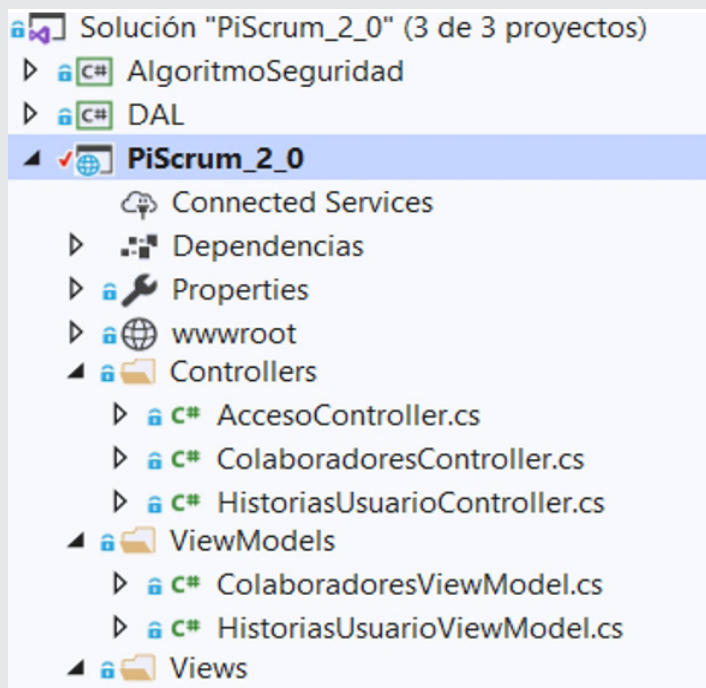 Solución "PiScrum_2_0" (3 de 3 proyectos)
C# AlgoritmoSeguridad
C# DAL
PiScrum_2_0
Connected Services
Dependencias
Properties
wwwroot
Controllers
C# AccesoController.cs
C# ColaboradoresController.cs
C# HistoriasUsuarioController.cs
ViewModels
C# ColaboradoresViewModel.cs
C# HistoriasUsuarioViewModel.cs
Views